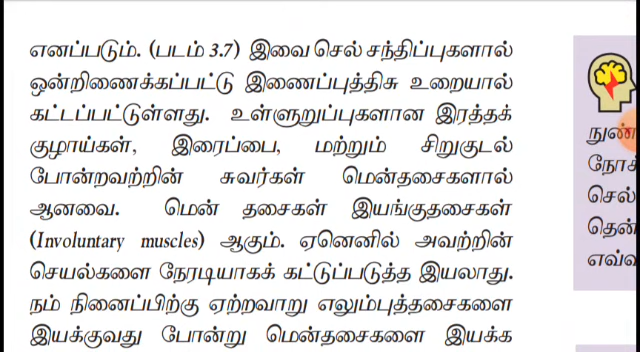 எனப்படும். (படம் 3.7) இவை செல் சந்திப்புகளால்
ஒன்றிணைக்கப்பட்டு இணைப்புத்திசு உறையால்
கட்டப்பட்டுள்ளது. உள்ளுறுப்புகளான இரத்தக்
குழாய்கள், இரைப்பை, மற்றும் சிறுகுடல்
போன்றவற்றின் சுவர்கள் மென்தசைகளால்
ஆனவை. மென் தசைகள் இயங்குதசைகள்
(Involuntary muscles) ஆகும். ஏனெனில் அவற்றின்
செயல்களை நேரடியாகக் கட்டுப்படுத்த இயலாது.
நம் நினைப்பிற்கு ஏற்றவாறு எலும்புத்தசைகளை
இயக்குவது போன்று மென்தசைகளை இயக்க
செல்
தென்